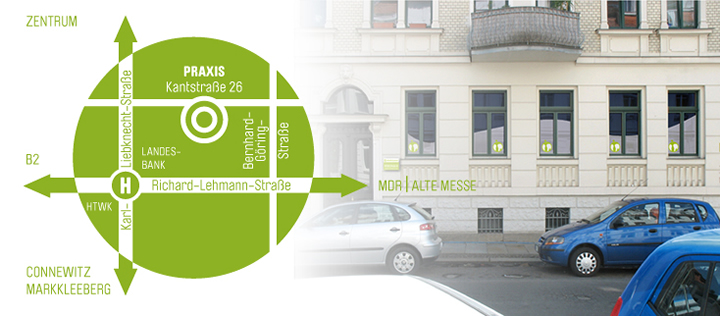 ZENTRUM
PRAXIS
Kantstraße 26
Karl-
Liebknecht-Straße
Bernhard-
Göring-
Straße
LANDES-
BANK
B2
H
Richard-Lehmann-Straße
MDR | ALTE MESSE
HTWK
CONNEWITZ
MARKKLEEBERG